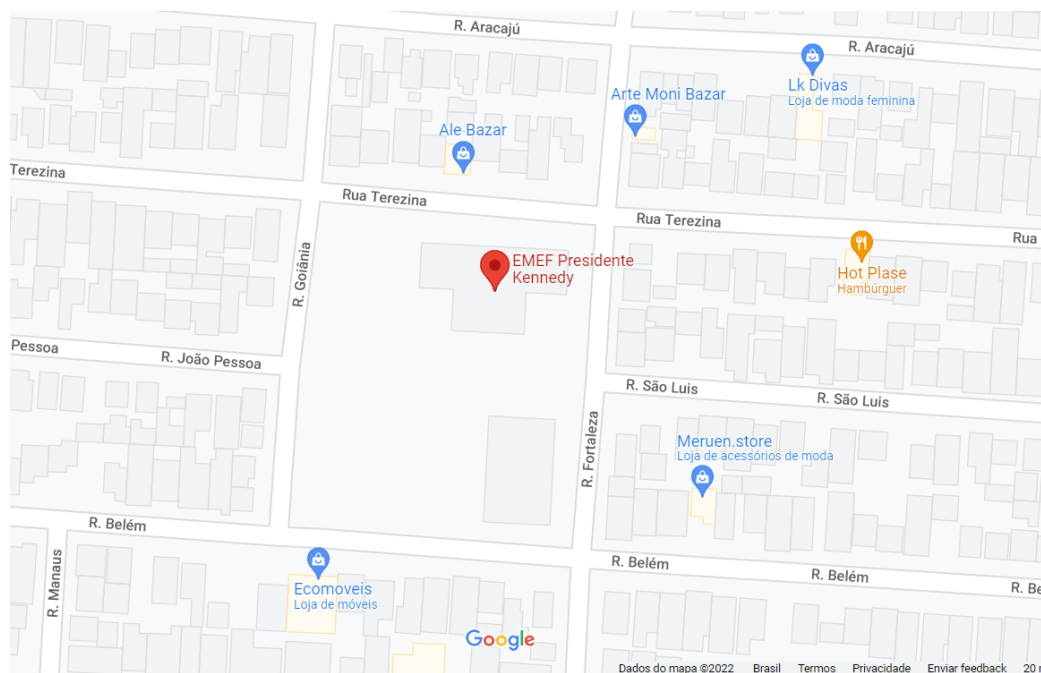 R. Aracajú
R. Aracajú
Lk Divas
Loja de moda feminina
Arte Moni Bazar
Ale Bazar
Terezina
Rua Terezina
Rua Terezina
Rua
R. Goiânia
EMEF Presidente
Kennedy
Hot Plase
Hambúrguer
Pessoa
R. João Pessoa
R. São Luis
R. São Luis
R. Fortaleza
Meruen.store
Loja de acessórios de moda
R. Belém
R. Manaus
R. Belém
R. Belém
R. Be
Ecomoveis
Loja de móveis
Google
Dados do mapa ©2022 Brasil Termos Privacidade Enviar feedback 20